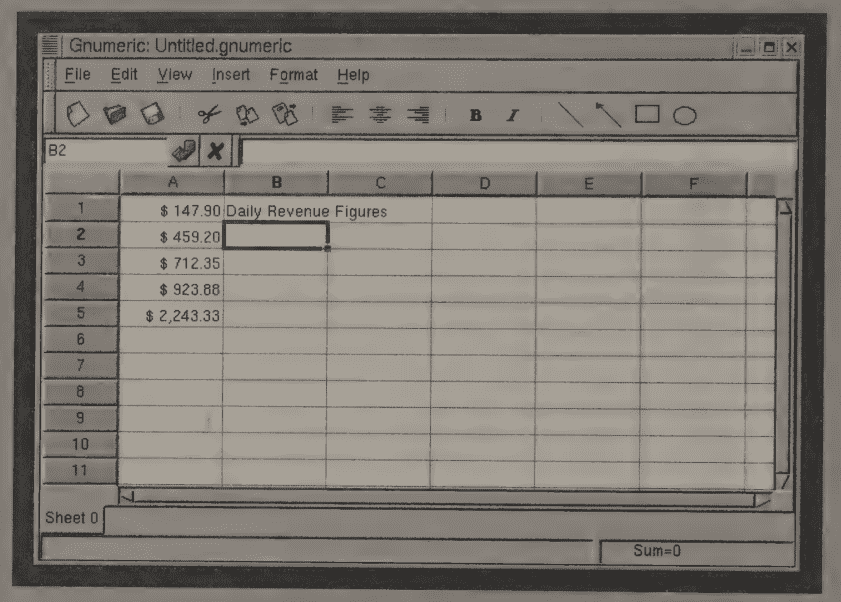 Gnumeric: Untitled.gnumeric
File Edit View Insert Format Help
B I
B2
A B C D E F
1 $ 147.90 Daily Revenue Figures
2 $ 459.20
3 $ 712.35
4 $ 923.88
5 $ 2,243.33
6
7
8
9
10
11
Sheet 0
Sum=0